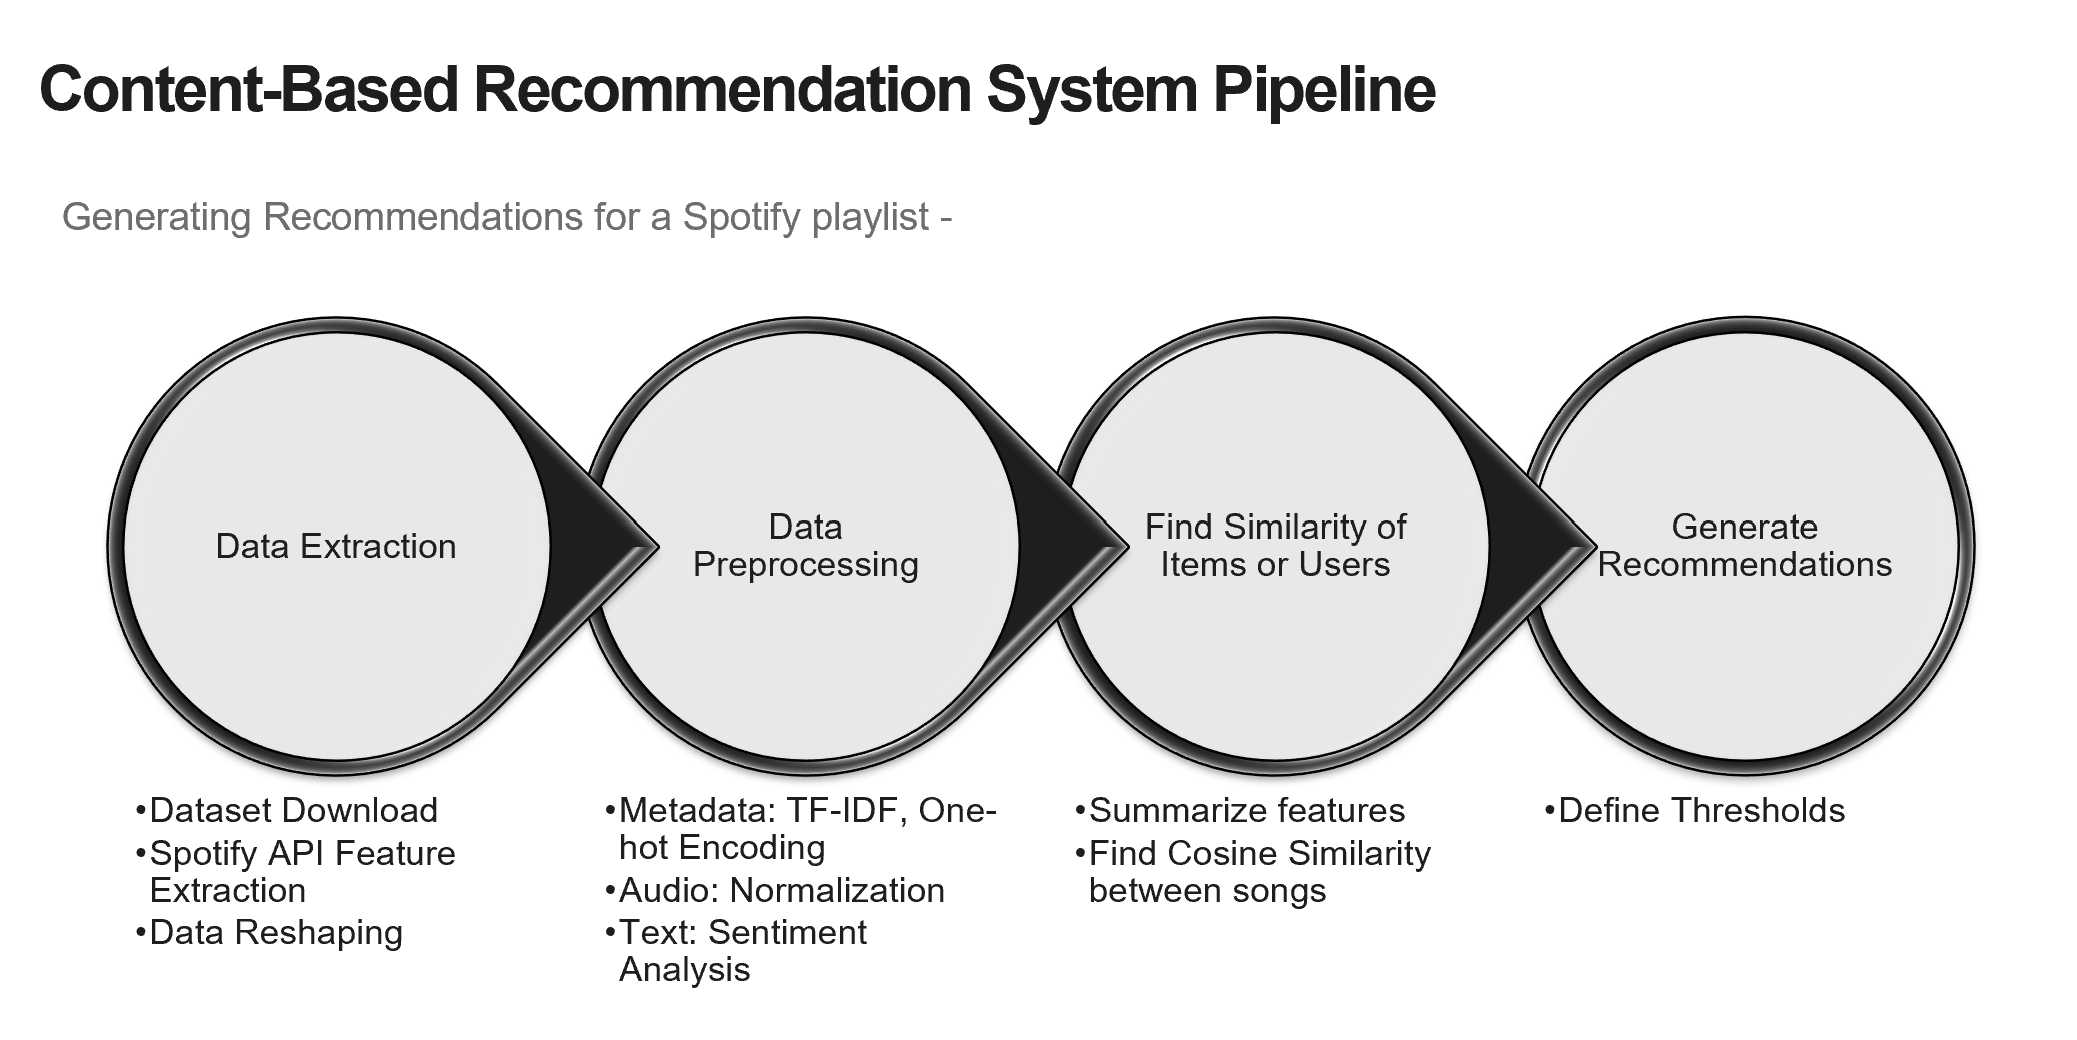 Content-Based Recommendation System Pipeline
Generating Recommendations for a Spotify playlist -
Data Extraction
•Dataset Download
•Spotify API Feature
Extraction
•Data Reshaping
Data
Preprocessing
•Metadata: TF-IDF, One-
hot Encoding
•Audio: Normalization
•Text: Sentiment
Analysis
Find Similarity of
Items or Users
•Summarize features
•Find Cosine Similarity
between songs
Generate
Recommendations
•Define Thresholds